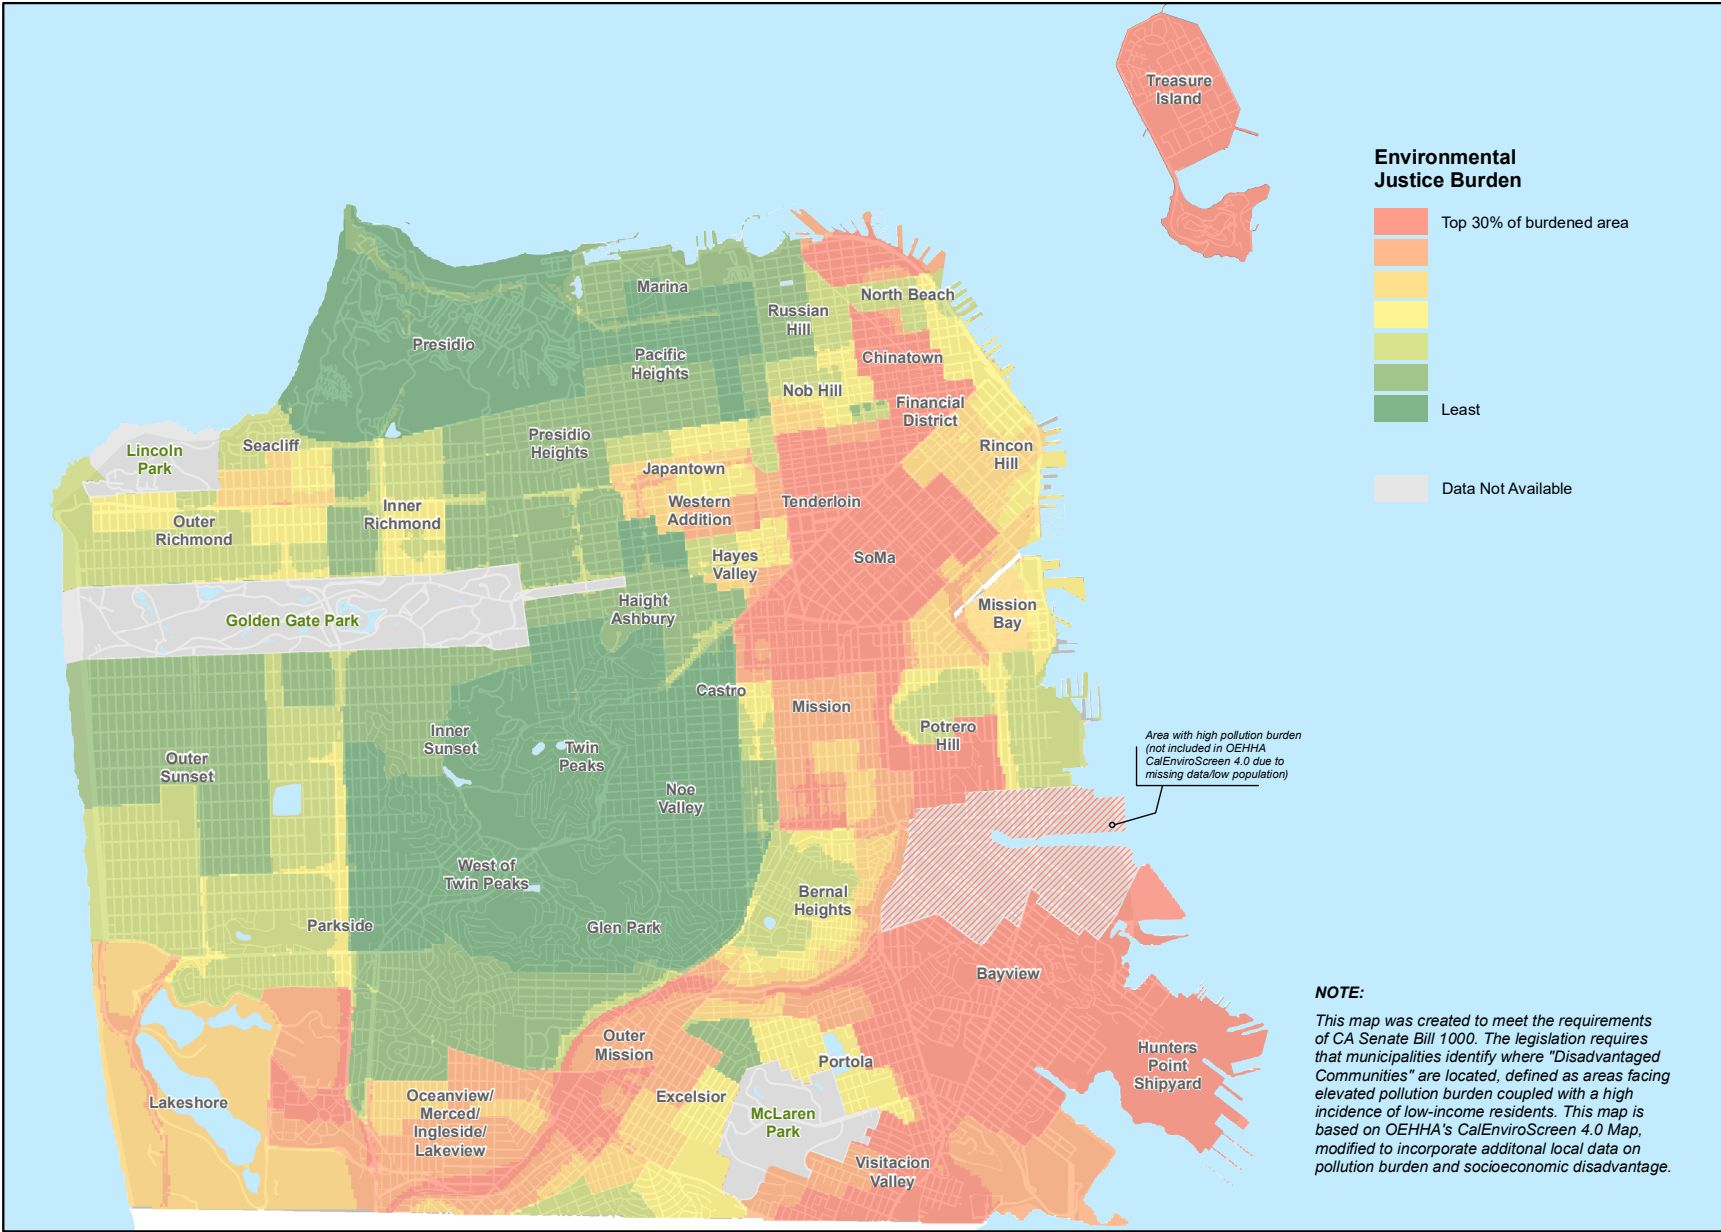 Treasure
Island
Environmental
Justice Burden
Top 30% of burdened area
Least
Data Not Available
Marina
North Beach
Russian
Hill
Presidio
Pacific
Heights
Chinatown
Nob Hill
Financial
District
Presidio
Heights
Seacliff
Lincoln
Park
Rincon
Hill
Japantown
Western
Addition
Tenderloin
Inner
Richmond
Outer
Richmond
Hayes
Valley
SoMa
Haight
Ashbury
Mission
Bay
Golden Gate Park
Castro
Mission
Potrero
Hill
Inner
Sunset
Twin
Peaks
Outer
Sunset
Noe
Valley
Area with high pollution burden
(not included in OEHHA
CalEnviroScreen 4.0 due to
missing data/low population)
West of
Twin Peaks
Bernal
Heights
Parkside
Glen Park
Bayview
Outer
Mission
Portola
Hunters
Point
Shipyard
Lakeshore
Oceanview/
Merced/
Ingleside/
Lakeview
Excelsior
McLaren
Park
Visitacion
Valley
NOTE:
This map was created to meet the requirements
of CA Senate Bill 1000. The legislation requires
that municipalities identify where "Disadvantaged
Communities" are located, defined as areas facing
elevated pollution burden coupled with a high
incidence of low-income residents. This map is
based on OEHHA's CalEnviroScreen 4.0 Map,
modified to incorporate additonal local data on
pollution burden and socioeconomic disadvantage.